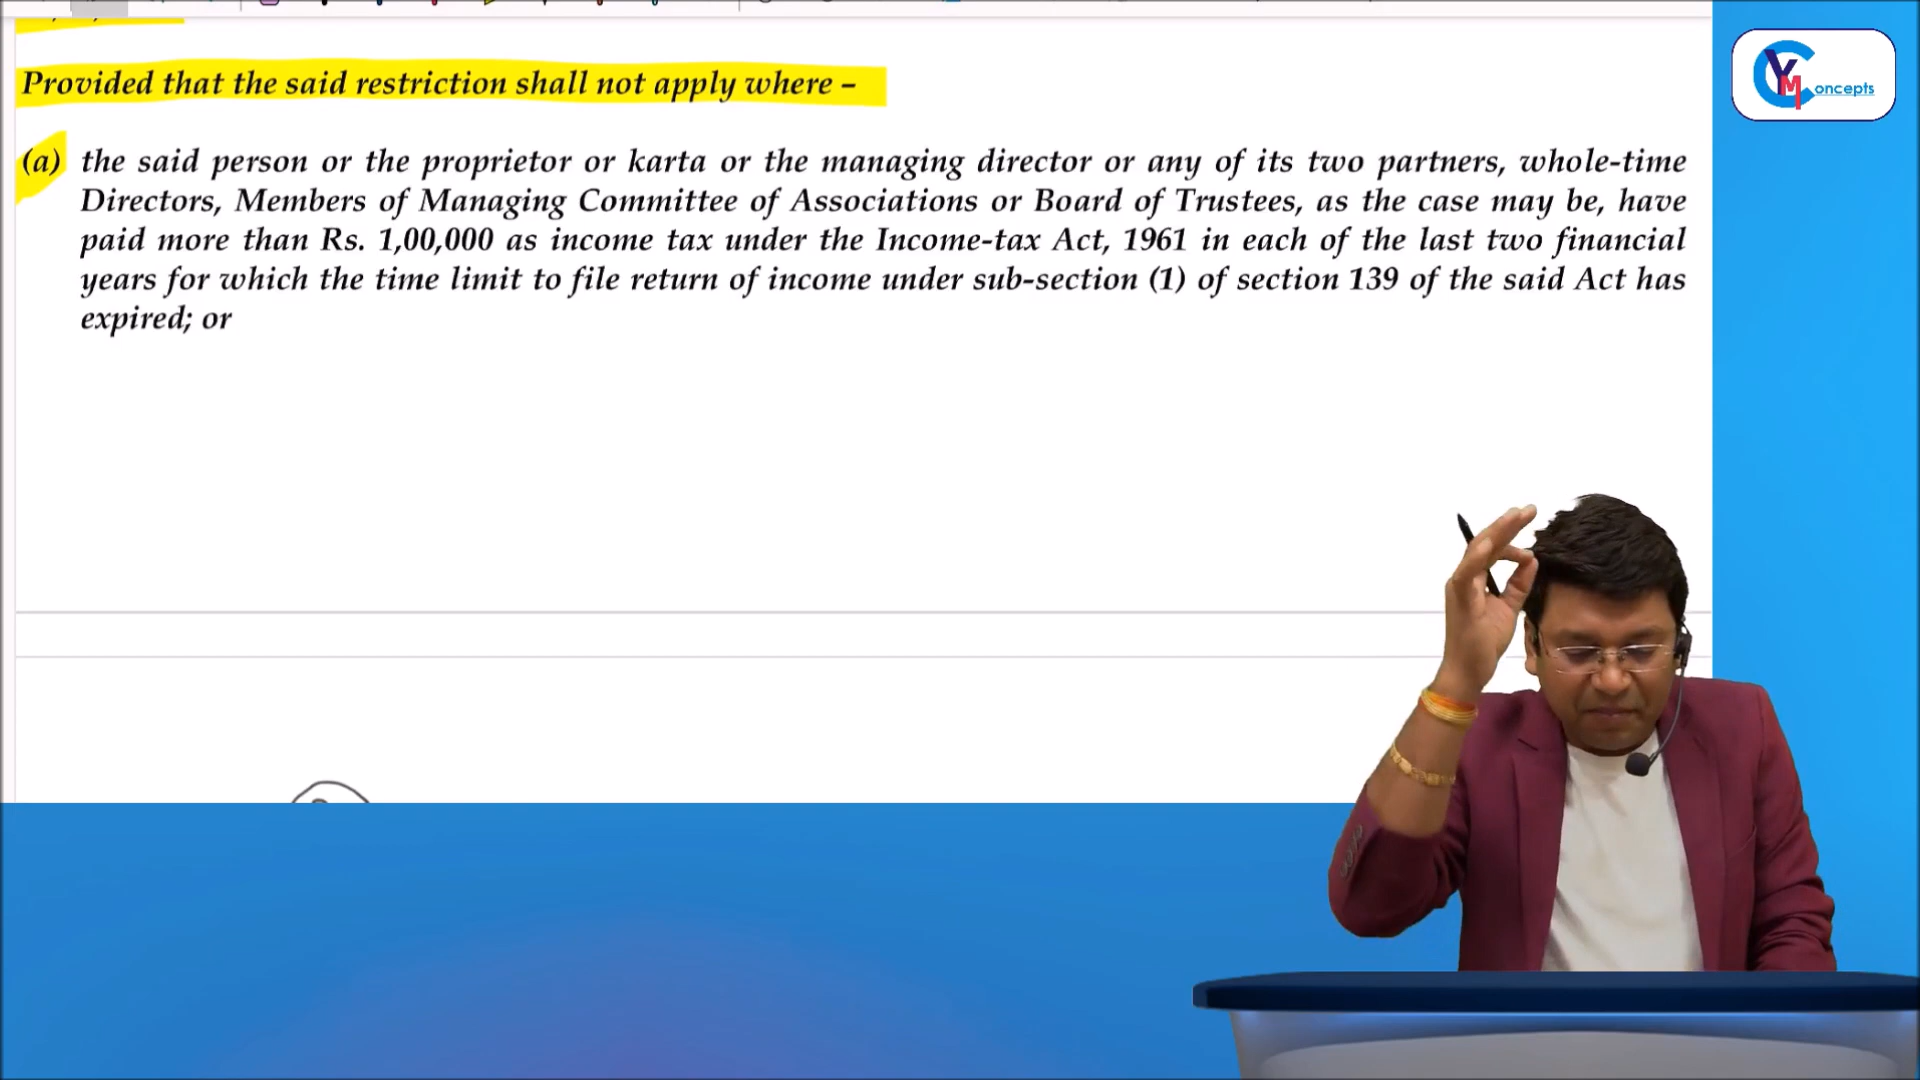 Provided that the said restriction shall not apply where –
(a) the said person or the proprietor or karta or the managing director or any of its two partners, whole-time
Directors, Members of Managing Committee of Associations or Board of Trustees, as the case may be, have
paid more than Rs. 1,00,000 as income tax under the Income-tax Act, 1961 in each of the last two financial
years for which the time limit to file return of income under sub-section (1) of section 139 of the said Act has
expired; or
YM
Concepts